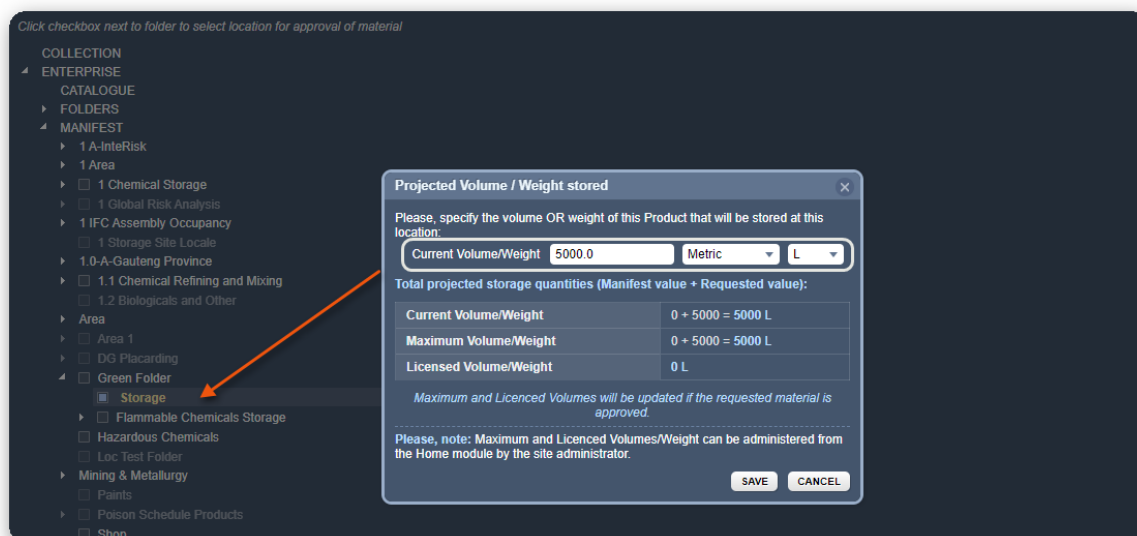 Click checkbox next to folder to select location for approval of material
COLLECTION
ENTERPRISE
CATALOGUE
FOLDERS
MANIFEST
1 A-InteRisk
1 Area
1 Chemical Storage
1 Global Risk Analysis
1 IFC Assembly Occupancy
1 Storage Site Locale
1.0-A-Gauteng Province
1.1 Chemical Refining and Mixing
1.2 Biologicals and Other
Area
Area 1
DG Placarding
Green Folder
Storage
Flammable Chemicals Storage
Hazardous Chemicals
Loc Test Folder
Mining & Metallurgy
Paints
Poison Schedule Products
Shop
Projected Volume / Weight stored
Please, specify the volume OR weight of this Product that will be stored at this
location:
Current Volume/Weight 5000.0 Metric L
Total projected storage quantities (Manifest value + Requested value):
Current Volume/Weight 0 + 5000 = 5000 L
Maximum Volume/Weight 0 + 5000 = 5000 L
Licensed Volume/Weight 0 L
Maximum and Licenced Volumes will be updated if the requested material is
approved.
Please, note: Maximum and Licenced Volumes/Weight can be administered from
the Home module by the site administrator.
SAVE CANCEL